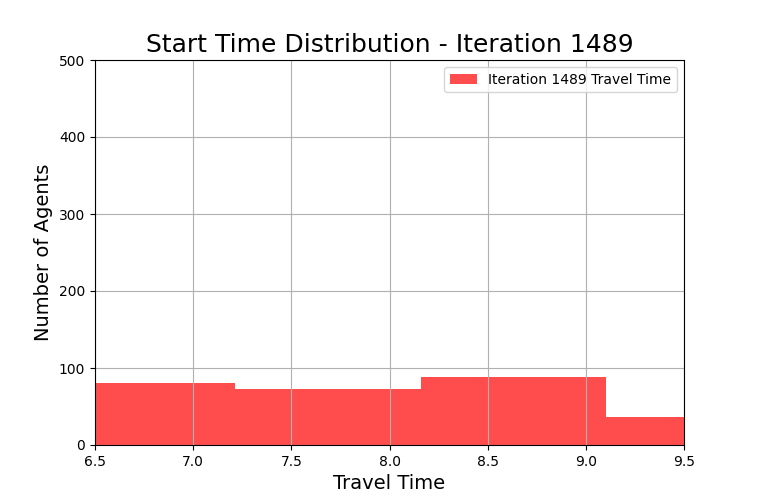 Start Time Distribution - Iteration 1489
Iteration 1489 Travel Time
Number of Agents
500
400
300
200
100
0
6.5 7.0 7.5 8.0 8.5 9.0 9.5
Travel Time